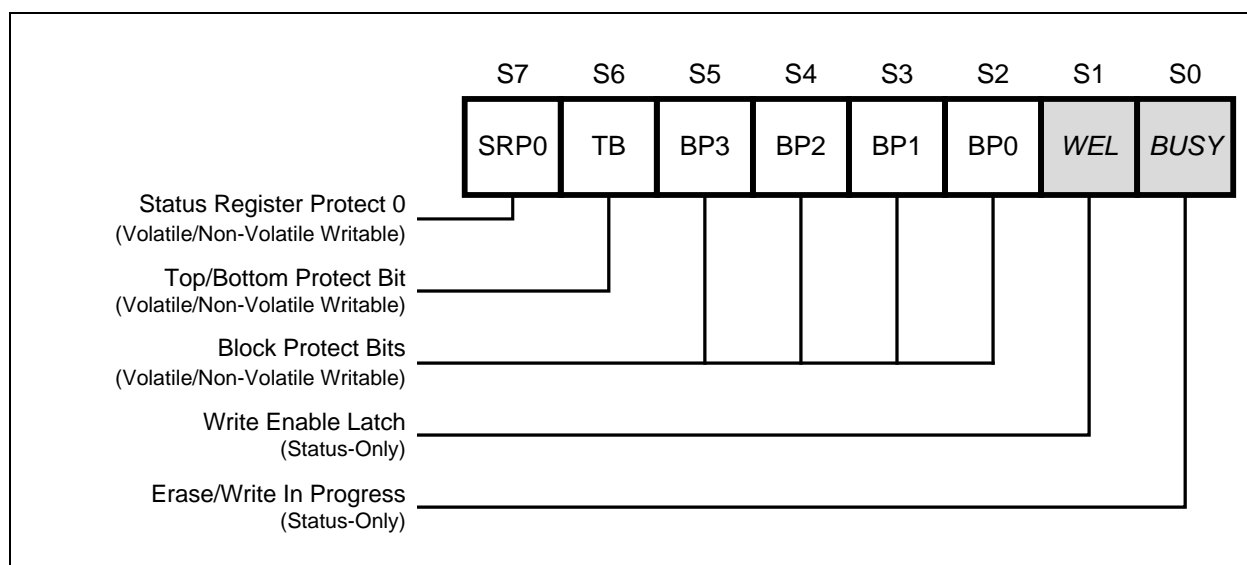 S7 S6 S5 S4 S3 S2 S1 S0
SRP0 TB BP3 BP2 BP1 BP0 WEL BUSY
Status Register Protect 0
(Volatile/Non-Volatile Writable)
Top/Bottom Protect Bit
(Volatile/Non-Volatile Writable)
Block Protect Bits
(Volatile/Non-Volatile Writable)
Write Enable Latch
(Status-Only)
Erase/Write In Progress
(Status-Only)